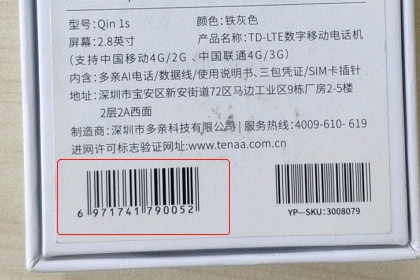 型号:Qin 1s 颜色:铁灰色
屏幕:2.8英寸 产品名称:TD-LTE数字移动电话机
(支持中国移动4G/2G、中国联通4G/3G)
内含:多亲AI电话/数据线/使用说明书、三包凭证/SIM卡插针
地址:深圳市宝安区新安街道72区马边工业区9栋厂房2-5楼
2层2A西面
制造商:深圳市多亲科技有限公司 | 服务热线:4009-610-619
进网许可标志验证网址:www.tenaa.com.cn
6 971741 790052
YP-SKU:3008079